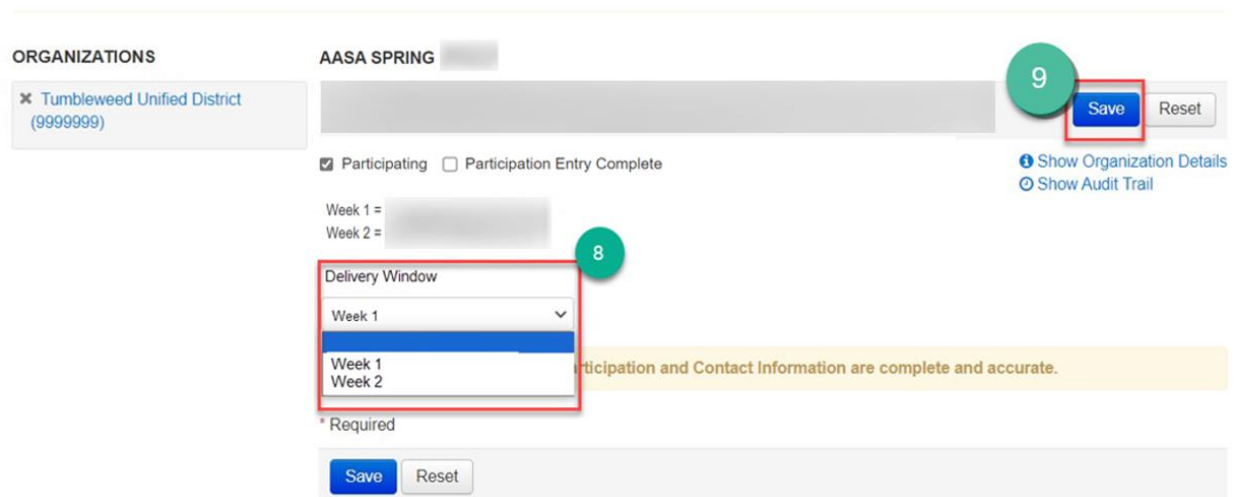 ORGANIZATIONS
AASA SPRING
9
✖ Tumbleweed Unified District
(9999999)
Save Reset
Participating Participation Entry Complete
Show Organization Details
Show Audit Trail
Week 1 =
Week 2 =
8
Delivery Window
Week 1
Week 1
Week 2
and Contact Information are complete and accurate.
* Required
Save Reset